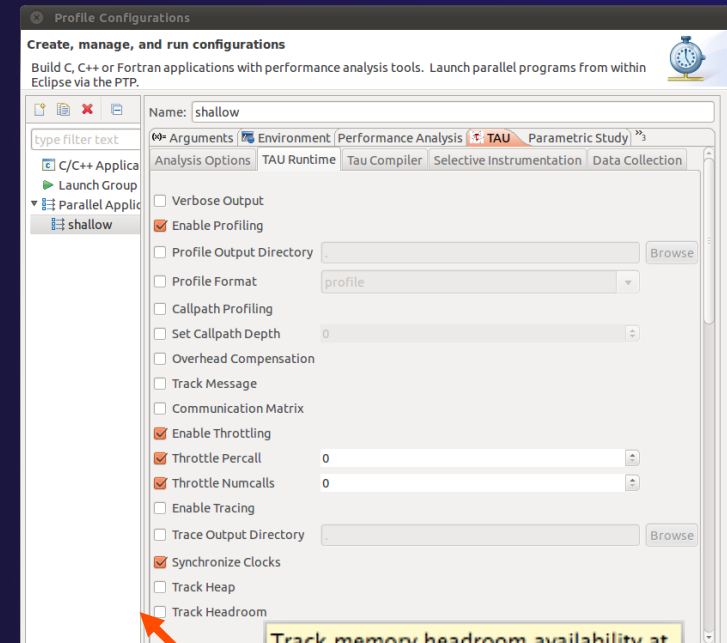 Profile Configurations
Create, manage, and run configurations
Build C, C++ or Fortran applications with performance analysis tools. Launch parallel programs from within
Eclipse via the PTP.
Name: shallow
type filter text
C/C++ Applica
Launch Group
Parallel Applic
shallow
(x)= Arguments Environment Performance Analysis TAU Parametric Study »3
Analysis Options TAU Runtime Tau Compiler Selective Instrumentation Data Collection
Verbose Output
Enable Profiling
Profile Output Directory . Browse
Profile Format profile
Callpath Profiling
Set Callpath Depth 0
Overhead Compensation
Track Message
Communication Matrix
Enable Throttling
Throttle Percall 0
Throttle Numcalls 0
Enable Tracing
Trace Output Directory . Browse
Synchronize Clocks
Track Heap
Track Headroom
Track memory headroom availability at